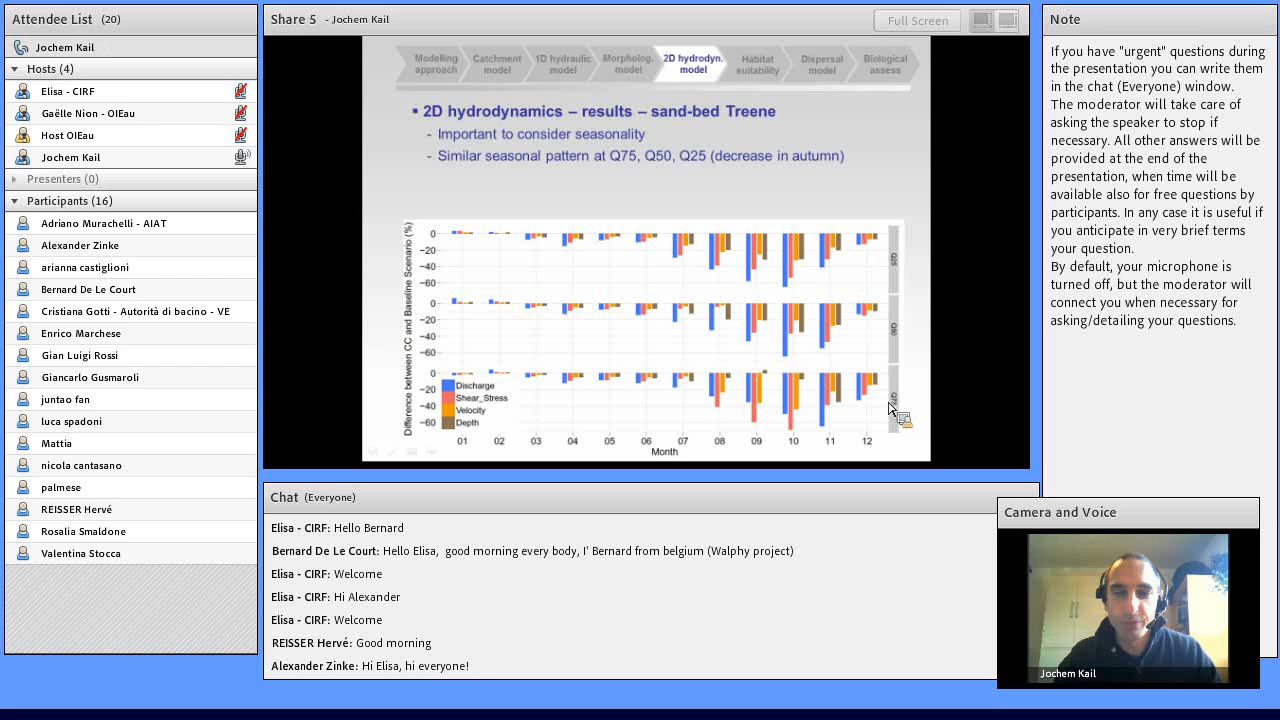 Attendee List (20)
Jochem Kail
Hosts (4)
Elisa - CIRF
Gaëlle Nion - OIEau
Host OIEau
Jochem Kail
Presenters (0)
Participants (16)
Adriano Murachelli - AIAT
Alexander Zinke
arianna castiglioni
Bernard De Le Court
Cristiana Gotti - Autorità di bacino - VE
Enrico Marchese
Gian Luigi Rossi
Giancarlo Gusmaroli
juntao fan
luca spadoni
Mattia
nicola cantasano
palmese
REISSER Hervé
Rosalia Smaldone
Valentina Stocca
Share 5 - Jochem Kail
Full Screen
Modelling approach
Catchment model
1D hydraulic model
Morpholog. model
2D hydrodyn. model
Habitat suitability
Dispersal model
Biological assess
▪ 2D hydrodynamics – results – sand-bed Treene
- Important to consider seasonality
- Similar seasonal pattern at Q75, Q50, Q25 (decrease in autumn)
Difference between CC and Baseline Scenario (%)
0
−20
−40
−60
Q25
0
−20
−40
−60
Q50
0
−20
−40
−60
Discharge
Shear_Stress
Velocity
Depth
01 02 03 04 05 06 07 08 09 10 11 12
Month
Chat (Everyone)
Elisa - CIRF: Hello Bernard
Bernard De Le Court: Hello Elisa, good morning every body, I' Bernard from belgium (Walphy project)
Elisa - CIRF: Welcome
Elisa - CIRF: Hi Alexander
Elisa - CIRF: Welcome
REISSER Hervé: Good morning
Alexander Zinke: Hi Elisa, hi everyone!
Note
If you have "urgent" questions during
the presentation you can write them
in the chat (Everyone) window.
The moderator will take care of
asking the speaker to stop if
necessary. All other answers will be
provided at the end of the
presentation, when time will be
available also for free questions by
participants. In any case it is useful if
you anticipate in very brief terms
your question.
By default, your microphone is
turned off, but the moderator will
connect you when necessary for
asking/detailing your questions.
Camera and Voice
Jochem Kail